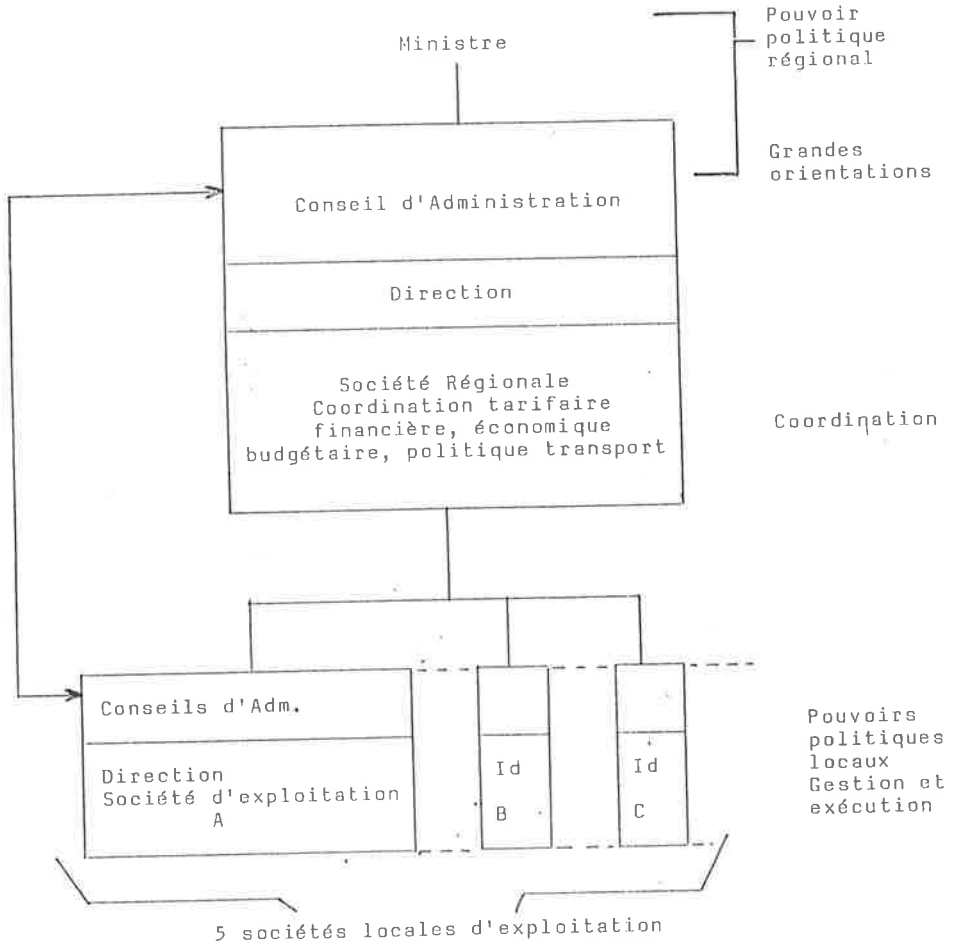 Ministre
Pouvoir
politique
régional
Grandes
orientations
Conseil d'Administration
Direction
Société Régionale
Coordination tarifaire
financière, économique
budgétaire, politique transport
Coordination
Conseils d'Adm.
Direction
Société d'exploitation
A
Id
B
Id
C
Pouvoirs
politiques
locaux
Gestion et
exécution
5 sociétés locales d'exploitation